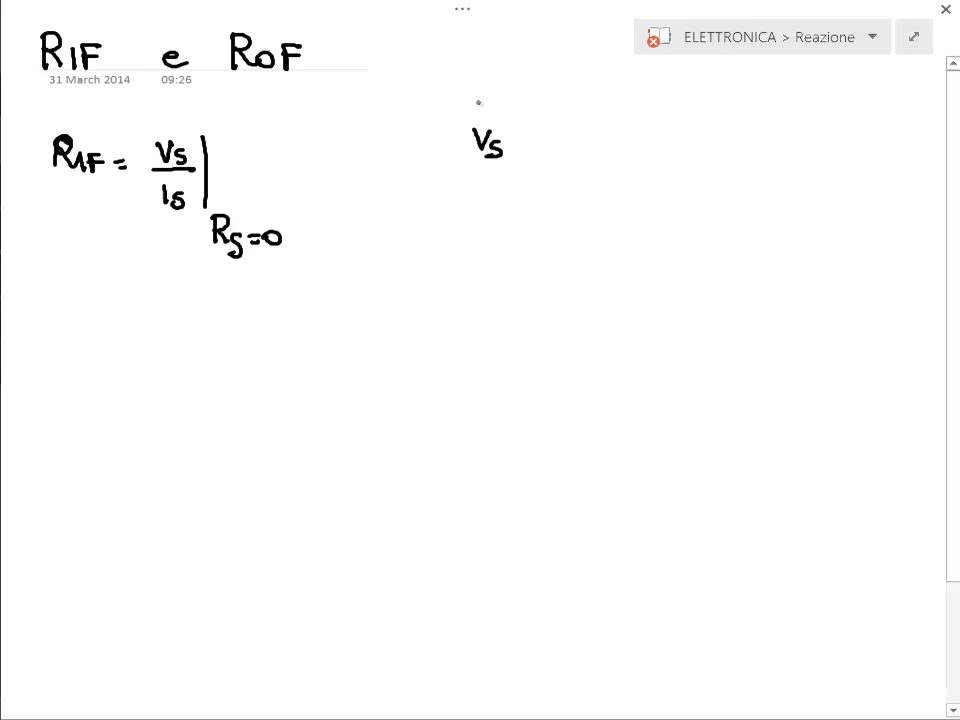 ELETTRONICA > Reazione
RIF e ROF
31 March 2014 09:26
RIF = Vs
Is
Rs=0
Vs